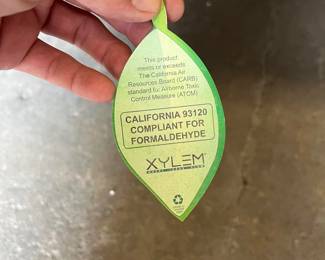 This product
meets or exceeds
The California Air
Resources Board (CARB)
standard for Airborne Toxic
Control Measure (ATCM)
CALIFORNIA 93120
COMPLIANT FOR
FORMALDEHYDE
XYLEM